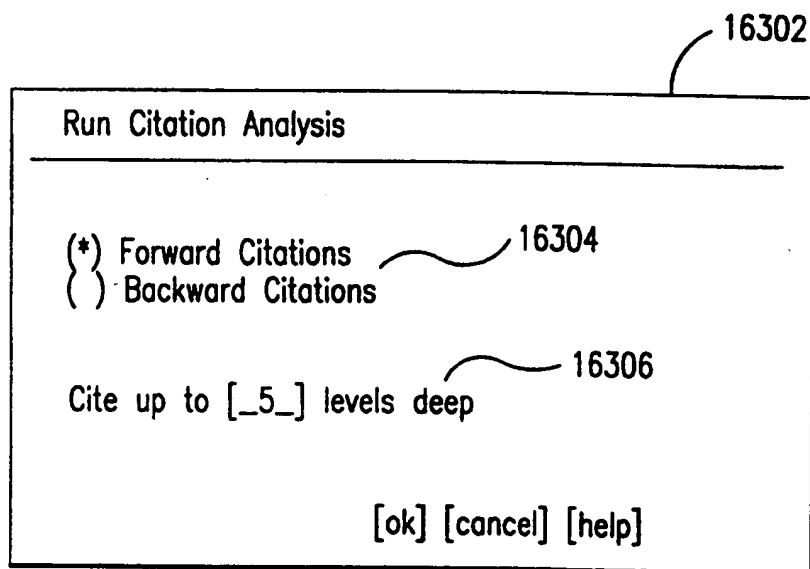 16302
Run Citation Analysis
(*) Forward Citations
16304
( ) Backward Citations
16306
Cite up to [_5_] levels deep
[ok] [cancel] [help]